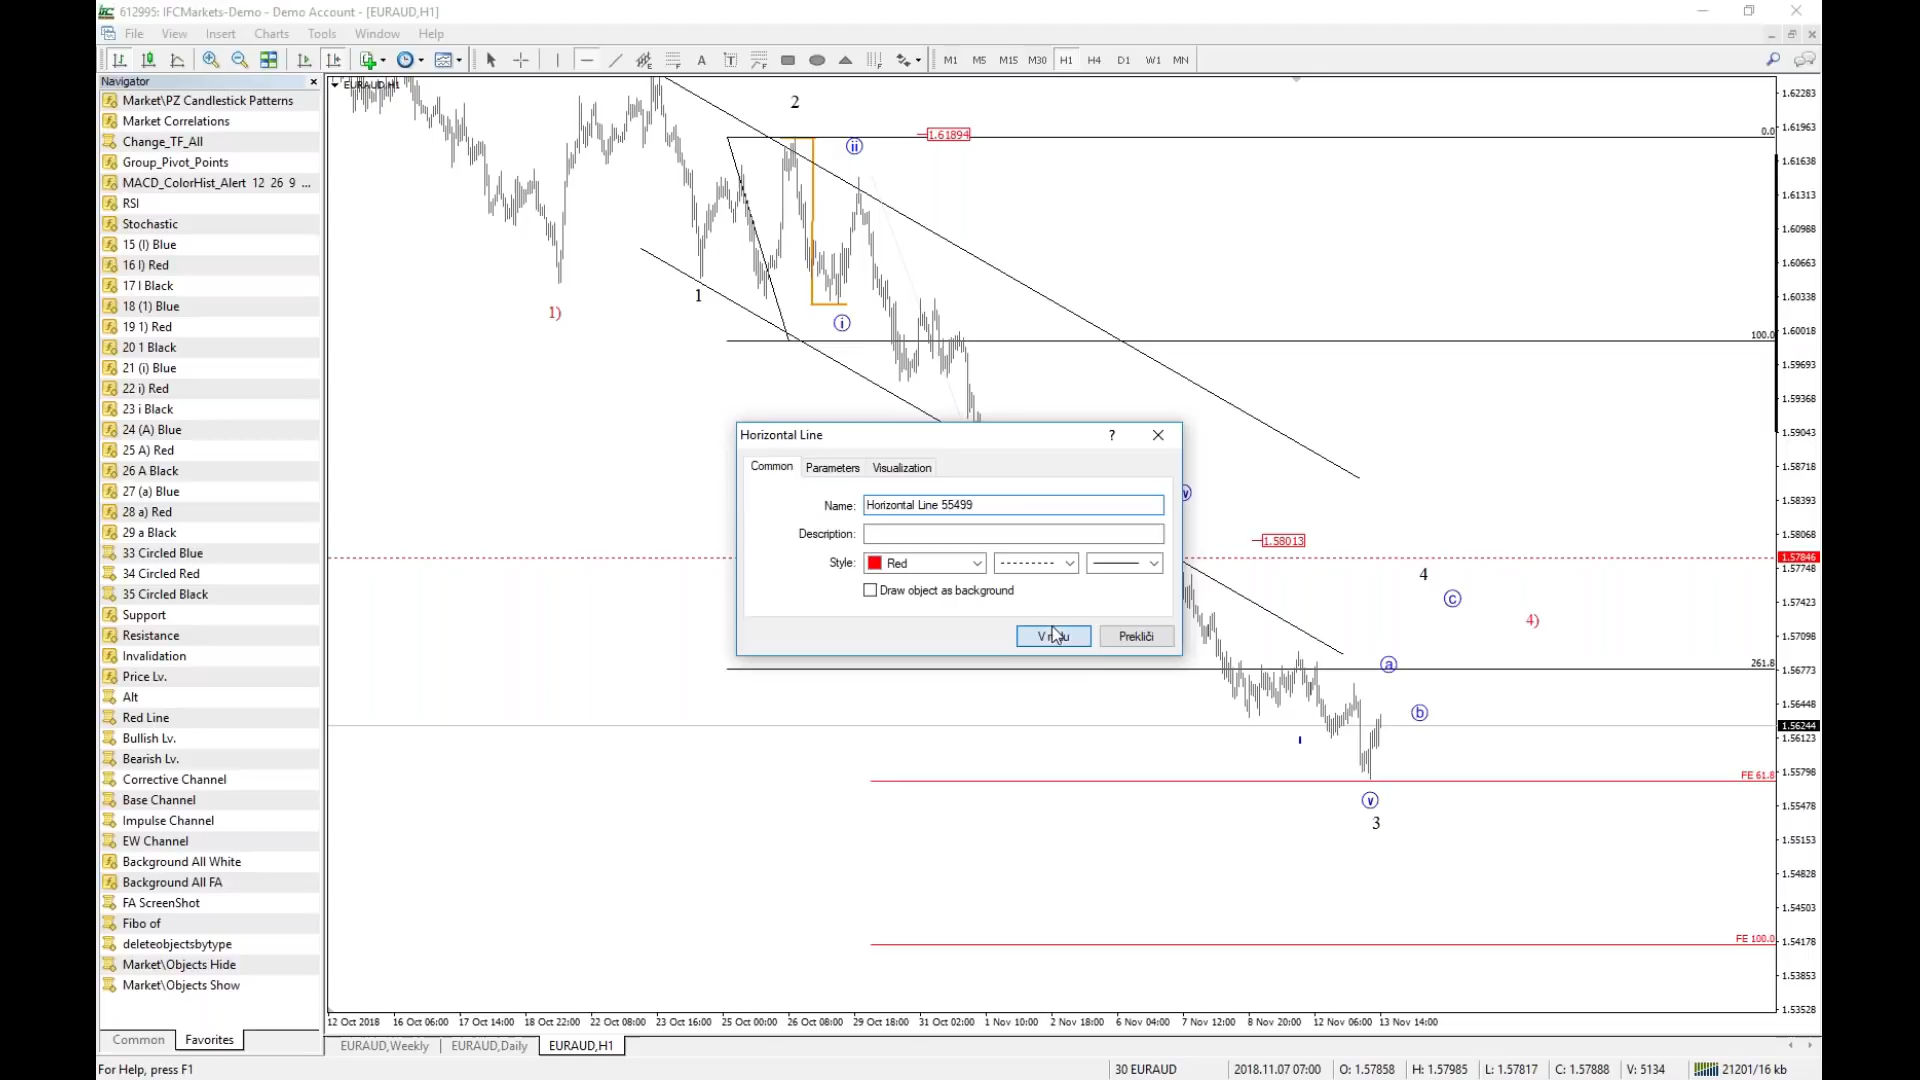 612995: IFCMarkets-Demo - Demo Account - [EURAUD,H1]
File View Insert Charts Tools Window Help
M1 M5 M15 M30 H1 H4 D1 W1 MN
Navigator
Market\PZ Candlestick Patterns
Market Correlations
Change_TF_All
Group_Pivot_Points
MACD_ColorHist_Alert 12 26 9 ...
RSI
Stochastic
15 (I) Blue
16 I) Red
17 I Black
18 (1) Blue
19 1) Red
20 1 Black
21 (i) Blue
22 i) Red
23 i Black
24 (A) Blue
25 A) Red
26 A Black
27 (a) Blue
28 a) Red
29 a Black
33 Circled Blue
34 Circled Red
35 Circled Black
Support
Resistance
Invalidation
Price Lv.
Alt
Red Line
Bullish Lv.
Bearish Lv.
Corrective Channel
Base Channel
Impulse Channel
EW Channel
Background All White
Background All FA
FA ScreenShot
Fibo of
deleteobjectsbytype
Market\Objects Hide
Market\Objects Show
Common Favorites
EURAUD,H1
2
ii
1.61894
0.0
1)
1
i
100.0
Horizontal Line
Common Parameters Visualization
Name: Horizontal Line 55499
Description:
Style: Red
Draw object as background
Prekliči
v
1.58013
4
c
4)
a
261.8
b
FE 61.8
v
3
FE 100.0
1.62283
1.61963
1.61638
1.61313
1.60988
1.60663
1.60338
1.60018
1.59693
1.59368
1.59043
1.58718
1.58393
1.58068
1.57846
1.57748
1.57423
1.57098
1.56773
1.56448
1.56244
1.56123
1.55798
1.55478
1.55153
1.54828
1.54503
1.54178
1.53853
1.53528
12 Oct 2018 16 Oct 06:00 17 Oct 14:00 18 Oct 22:00 22 Oct 08:00 23 Oct 16:00 25 Oct 00:00 26 Oct 08:00 29 Oct 18:00 31 Oct 02:00 1 Nov 10:00 2 Nov 18:00 6 Nov 04:00 7 Nov 12:00 8 Nov 20:00 12 Nov 06:00 13 Nov 14:00
EURAUD,Weekly EURAUD,Daily EURAUD,H1
For Help, press F1
30 EURAUD 2018.11.07 07:00 O: 1.57858 H: 1.57985 L: 1.57817 C: 1.57888 V: 5134 21201/16 kb